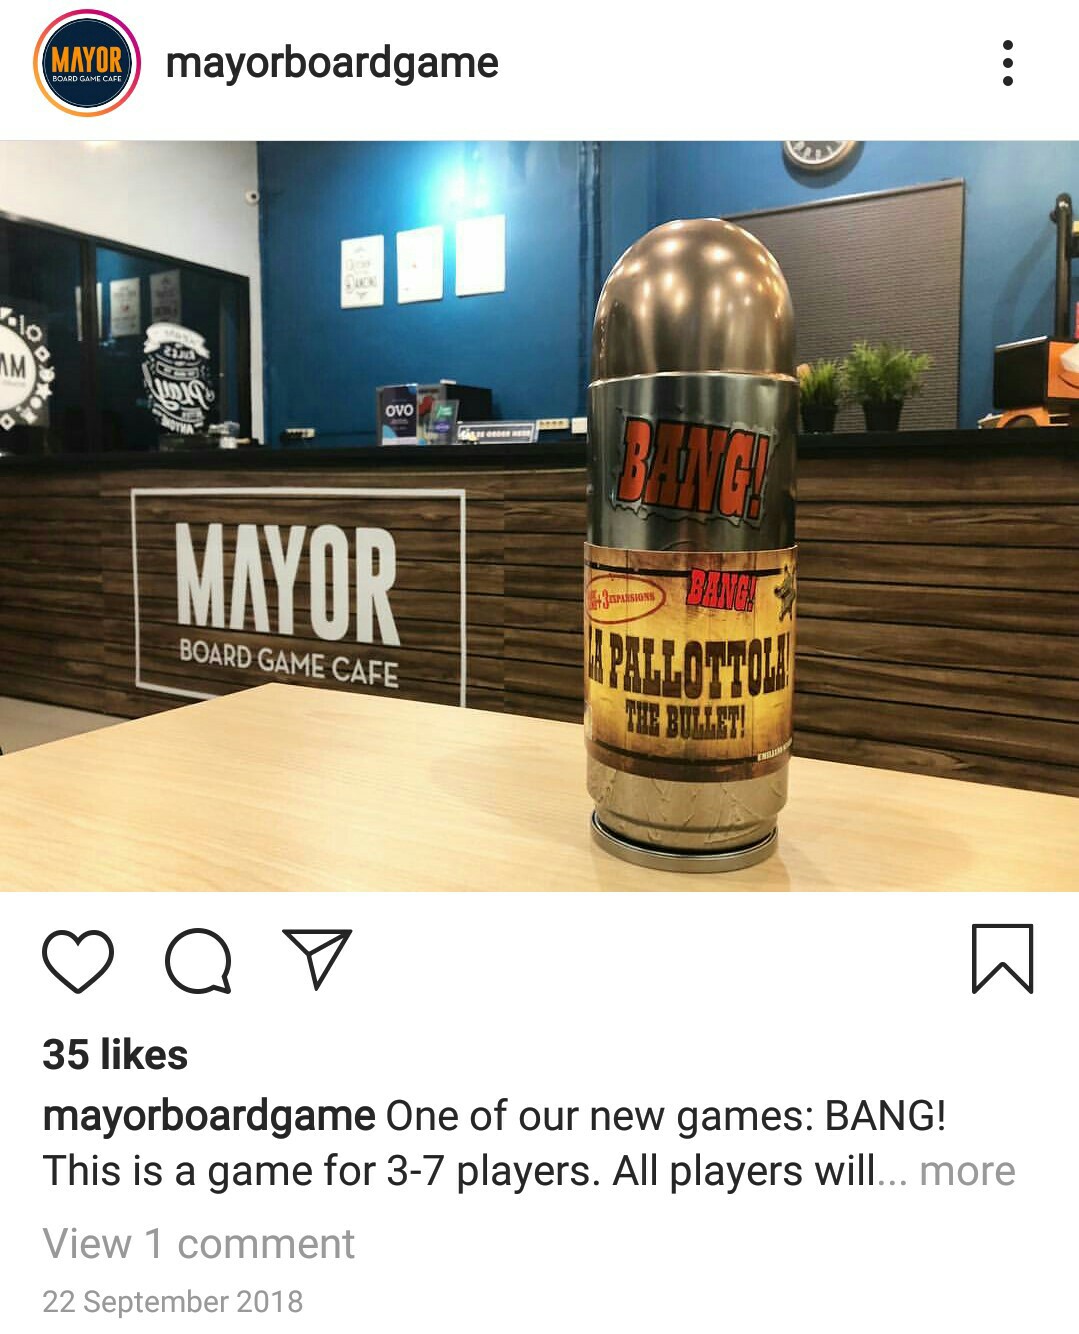 MAYOR
BOARD GAME CAFE
mayorboardgame
OVO
MAYOR
BOARD GAME CAFE
BANG!
3 EXPANSIONS
BANG!
LA PALLOTTOLA!
THE BULLET!
35 likes
mayorboardgame One of our new games: BANG!
This is a game for 3-7 players. All players will... more
View 1 comment
22 September 2018